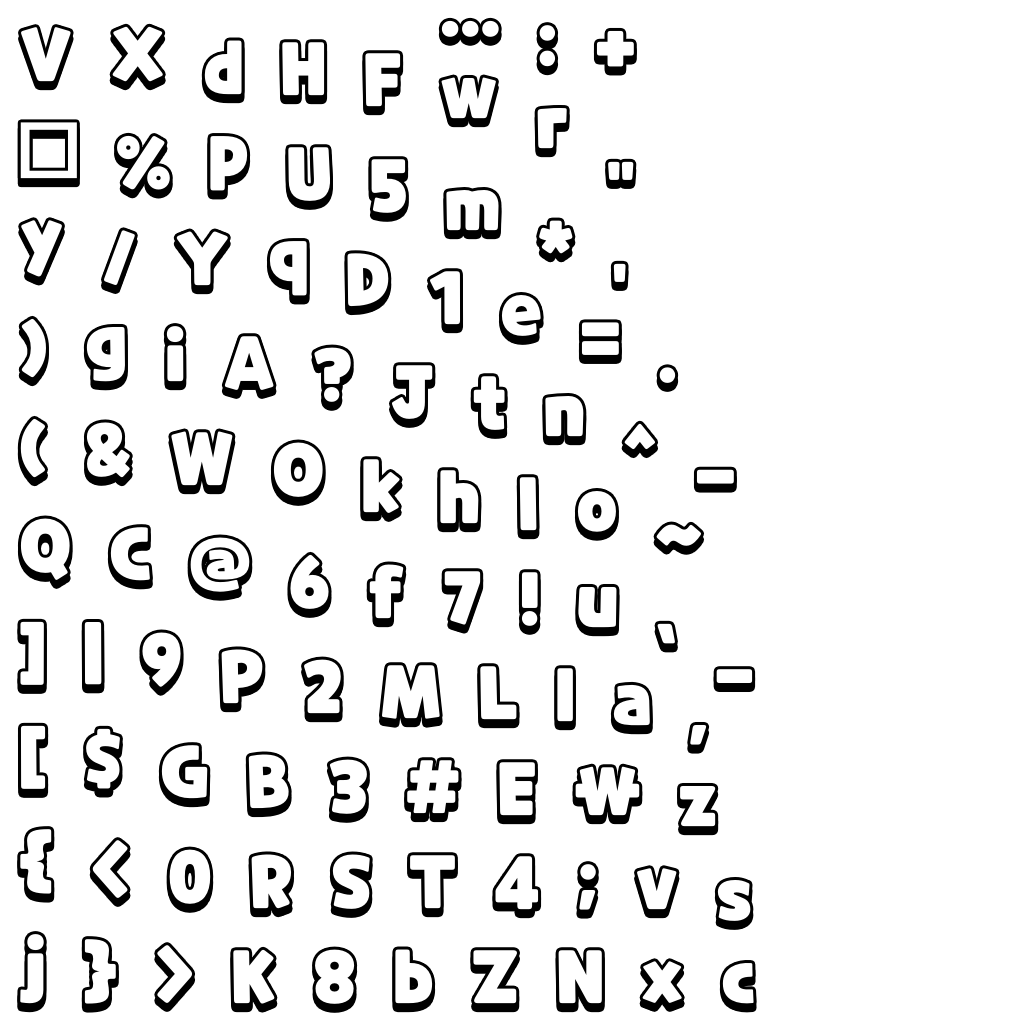 V X d H F … : +
w r
□ % p U 5 m "
y / Y q D 1 e * = '
) g i A ? J t n ^ .
( & W O k h l o ~ -
Q C @ 6 f 7 ! u `
] | 9 P 2 M L I a , -
[ $ G B 3 # E ₩ z
{ < 0 R S T 4 ; v s
j } > K 8 b Z N x c